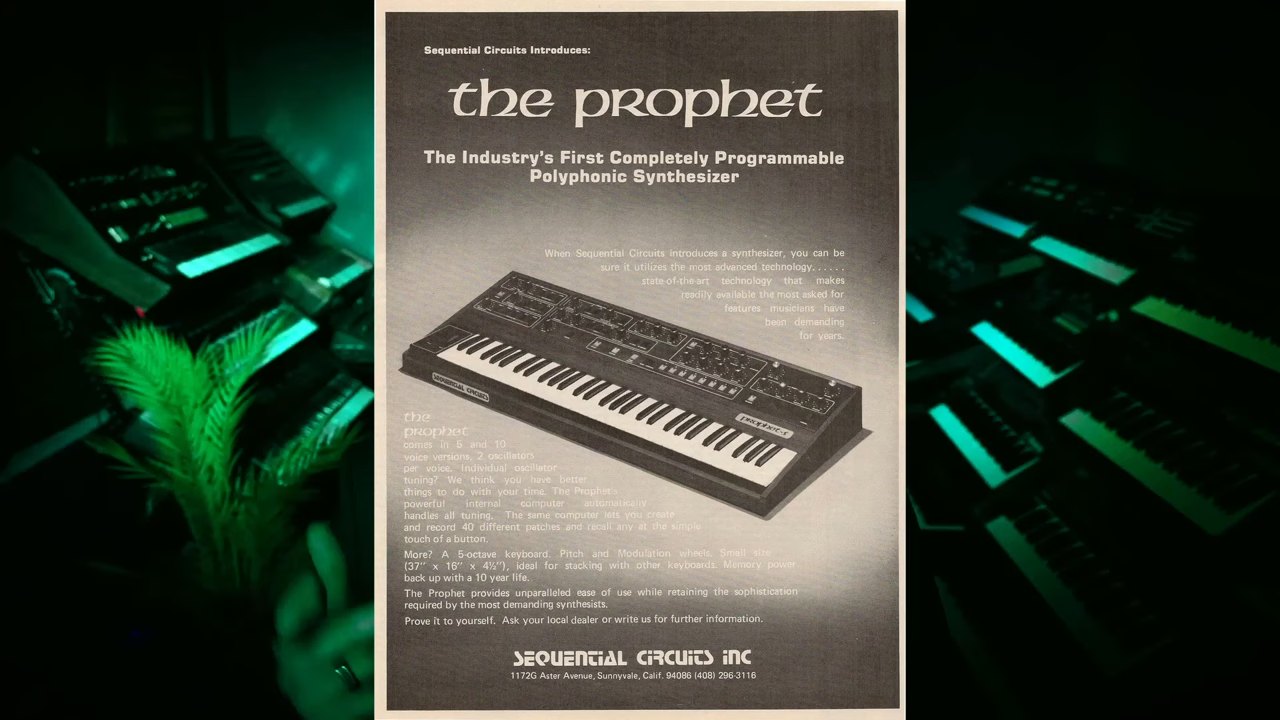 Sequential Circuits Introduces:
the prophet
The Industry's First Completely Programmable
Polyphonic Synthesizer
When Sequential Circuits introduces a synthesizer, you can be
sure it utilizes the most advanced technology. . . . . .
state-of-the-art technology that makes
readily available the most asked for
features musicians have
been demanding
for years.
SEQUENTIAL CIRCUITS
prophet-5
the
prophet
comes in 5 and 10
voice versions, 2 oscillators
per voice. Individual oscillator
tuning? We think you have better
things to do with your time. The Prophet's
powerful internal computer automatically
handles all tuning. The same computer lets you create
and record 40 different patches and recall any at the simple
touch of a button.
More? A 5-octave keyboard. Pitch and Modulation wheels. Small size
(37" x 16" x 4½"), ideal for stacking with other keyboards. Memory power
back up with a 10 year life.
The Prophet provides unparalleled ease of use while retaining the sophistication
required by the most demanding synthesists.
Prove it to yourself. Ask your local dealer or write us for further information.
SEQUENTIAL CIRCUITS INC
1172G Aster Avenue, Sunnyvale, Calif. 94086 (408) 296-3116